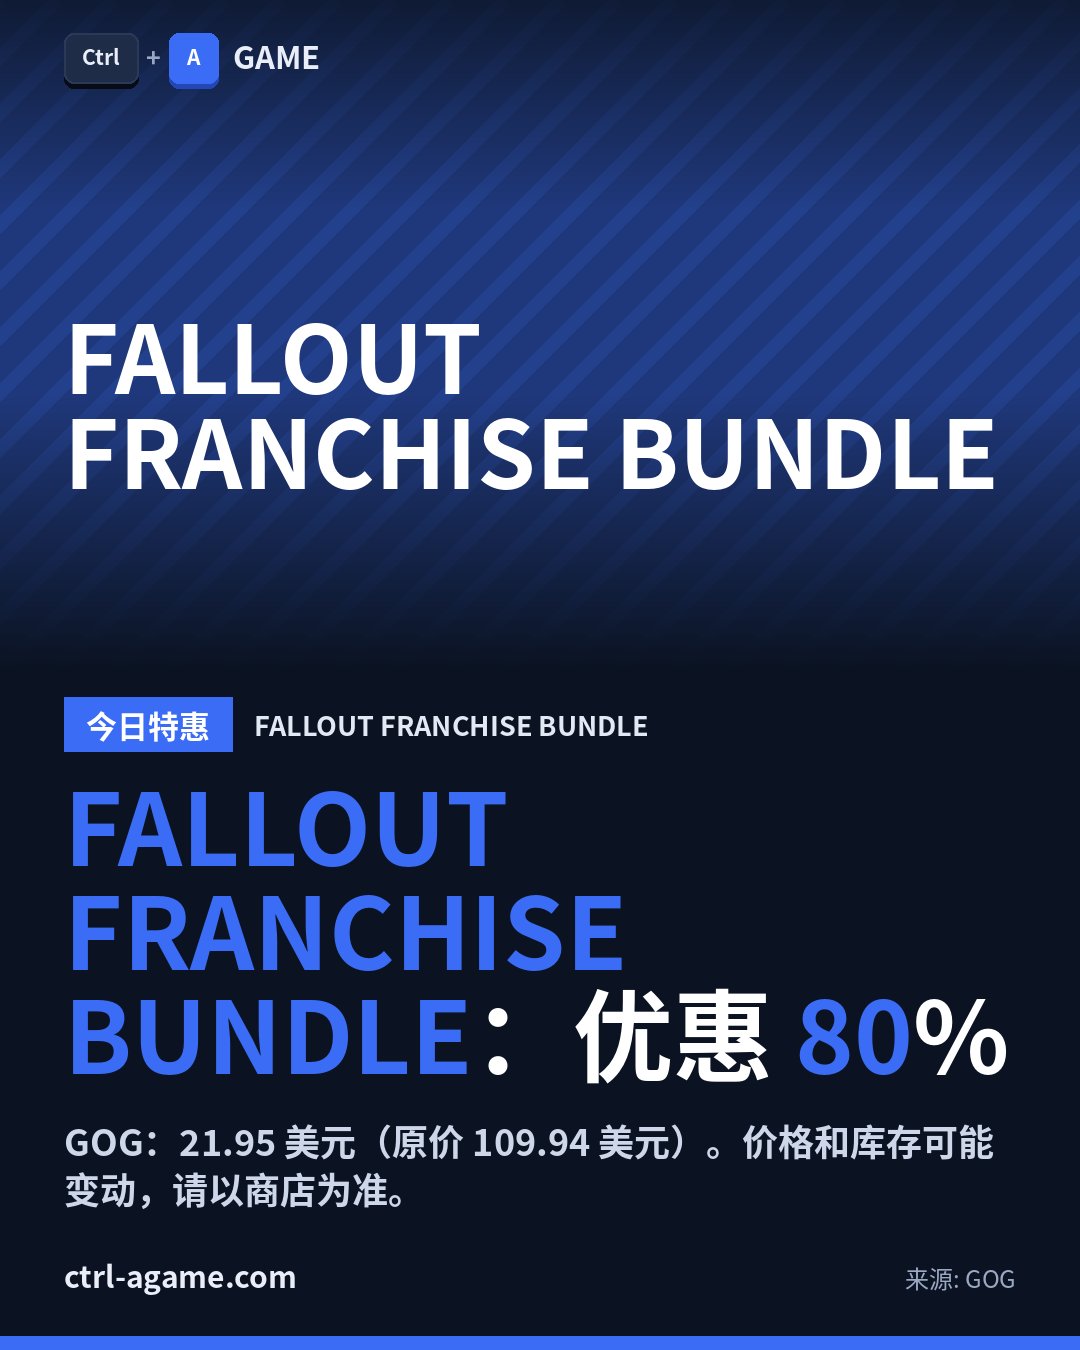 Ctrl + A GAME
FALLOUT
FRANCHISE BUNDLE
今日特惠 FALLOUT FRANCHISE BUNDLE
FALLOUT
FRANCHISE
BUNDLE：优惠 80%
GOG：21.95 美元（原价 109.94 美元）。价格和库存可能
变动，请以商店为准。
ctrl-agame.com 来源: GOG